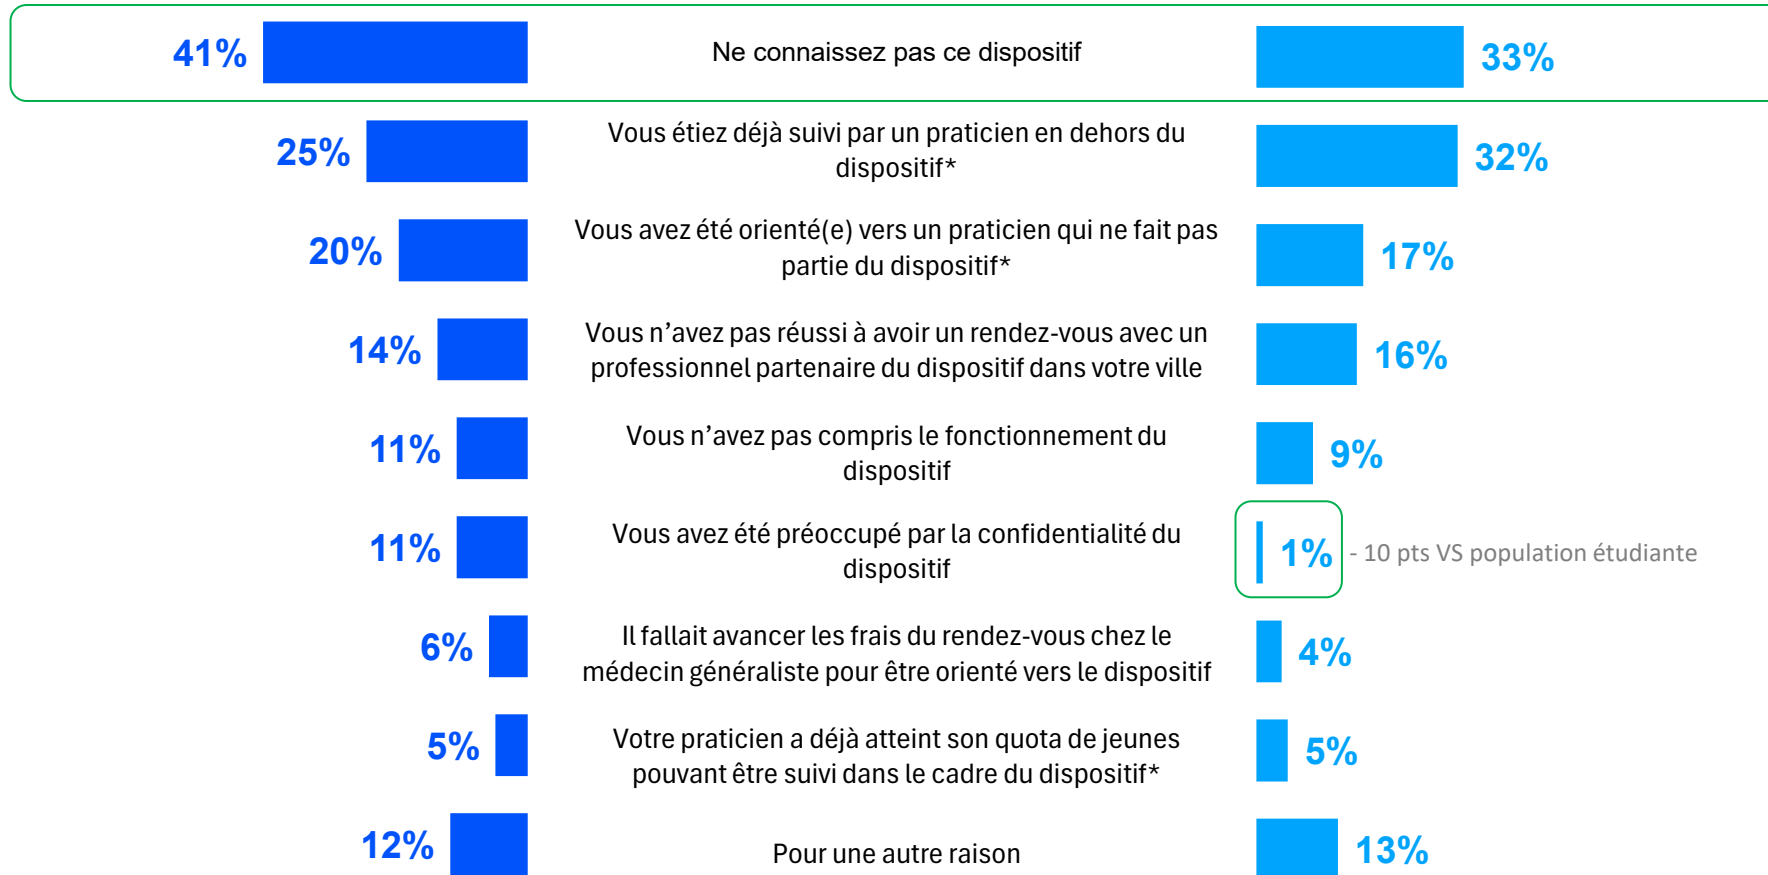 41% Ne connaissez pas ce dispositif 33%
Vous étiez déjà suivi par un praticien en dehors du
25% dispositif* 32%
Vous avez été orienté(e) vers un praticien qui ne fait pas
20% partie du dispositif* 17%
Vous n’avez pas réussi à avoir un rendez-vous avec un
14% professionnel partenaire du dispositif dans votre ville 16%
Vous n’avez pas compris le fonctionnement du
11% dispositif 9%
Vous avez été préoccupé par la confidentialité du
11% dispositif 1% - 10 pts VS population étudiante
Il fallait avancer les frais du rendez-vous chez le
6% médecin généraliste pour être orienté vers le dispositif 4%
Votre praticien a déjà atteint son quota de jeunes
5% pouvant être suivi dans le cadre du dispositif* 5%
12% Pour une autre raison 13%